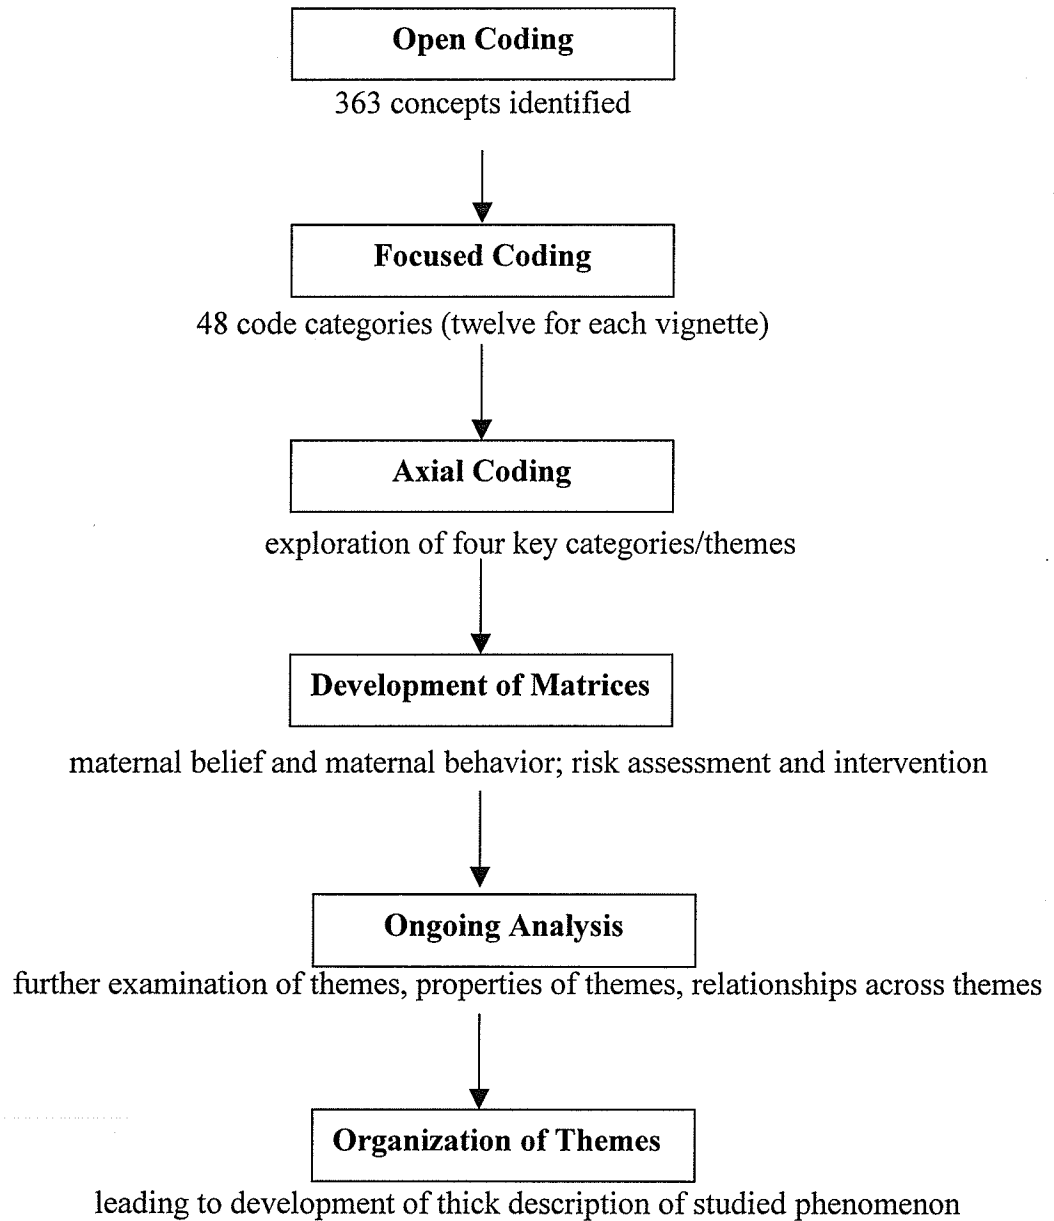 Open Coding
363 concepts identified
Focused Coding
48 code categories (twelve for each vignette)
Axial Coding
exploration of four key categories/themes
Development of Matrices
maternal belief and maternal behavior; risk assessment and intervention
Ongoing Analysis
further examination of themes, properties of themes, relationships across themes
Organization of Themes
leading to development of thick description of studied phenomenon